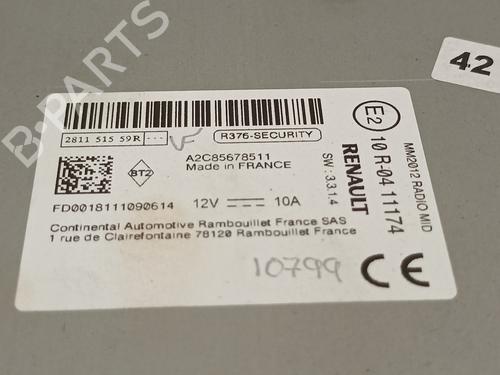 42
2811 515 59R ---
R376-SECURITY
A2C85678511
Made in FRANCE
BT2
FD0018111090614 12V 10A
Continental Automotive Rambouillet France SAS
1 rue de Clairefontaine 78120 Rambouillet France
10799
E2
10 R-04 11174
RENAULT
SW: 3.3.1.4
MM2012 RADIO MID
CE
B-PARTS